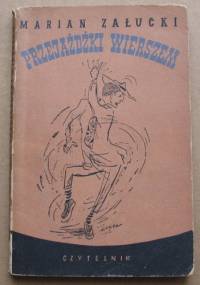 MARIAN ZAŁUCKI
PRZEJAŻDŻKI WIERSZEM
CZYTELNIK